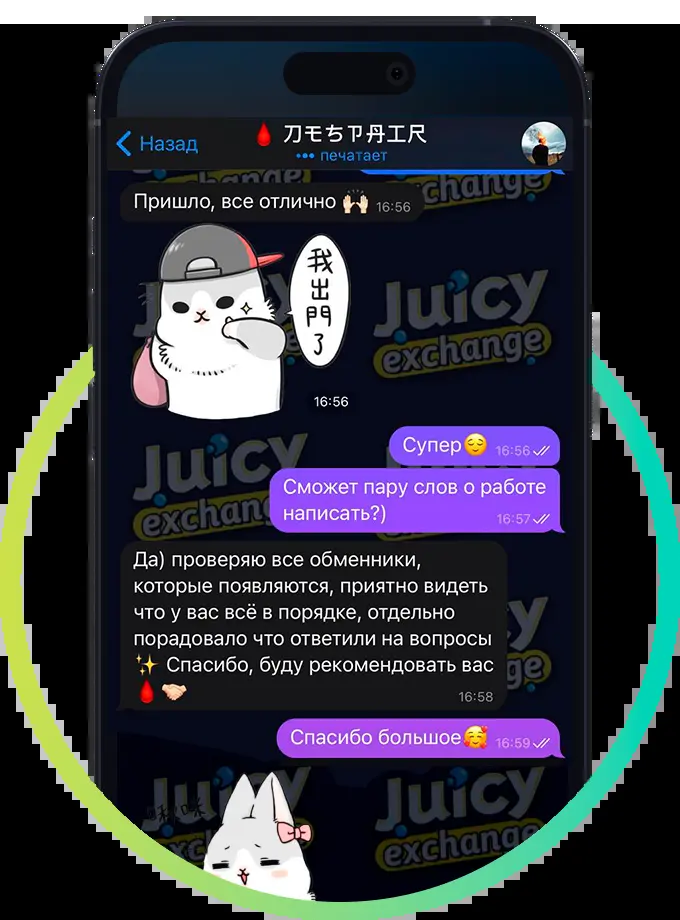 Назад
🩸 刀モちア丹工尺
••• печатает
exchange
exchange
Пришло, все отлично 🙌🏻 16:56
我出門了
Juicy
exchange
16:56
Супер😌 16:56
Juicy
exchang
Сможет пару слов о работе
написать?) 16:57
Да) проверяю все обменники,
которые появляются, приятно видеть
что у вас всё в порядке, отдельно
порадовало что ответили на вопросы
✨ Спасибо, буду рекомендовать вас
🩸🤝🏻 16:58
Спасибо большое🥰 16:59
Juicy
exchange